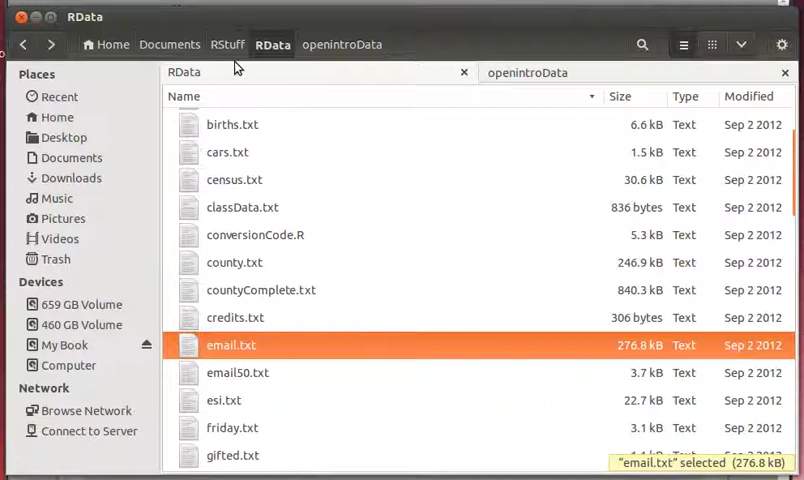 RData
Home Documents RStuff RData openintroData
Places RData openintroData
Recent Name Size Type Modified
Home births.txt 6.6 kB Text Sep 2 2012
Desktop cars.txt 1.5 kB Text Sep 2 2012
Documents census.txt 30.6 kB Text Sep 2 2012
Downloads classData.txt 836 bytes Text Sep 2 2012
Music conversionCode.R 5.3 kB Text Sep 2 2012
Pictures county.txt 246.9 kB Text Sep 2 2012
Videos countyComplete.txt 840.3 kB Text Sep 2 2012
Trash credits.txt 306 bytes Text Sep 2 2012
Devices email.txt 276.8 kB Text Sep 2 2012
659 GB Volume email50.txt 3.7 kB Text Sep 2 2012
460 GB Volume esi.txt 22.7 kB Text Sep 2 2012
My Book friday.txt 3.1 kB Text Sep 2 2012
Computer gifted.txt
Network
Browse Network
Connect to Server
“email.txt” selected (276.8 kB)